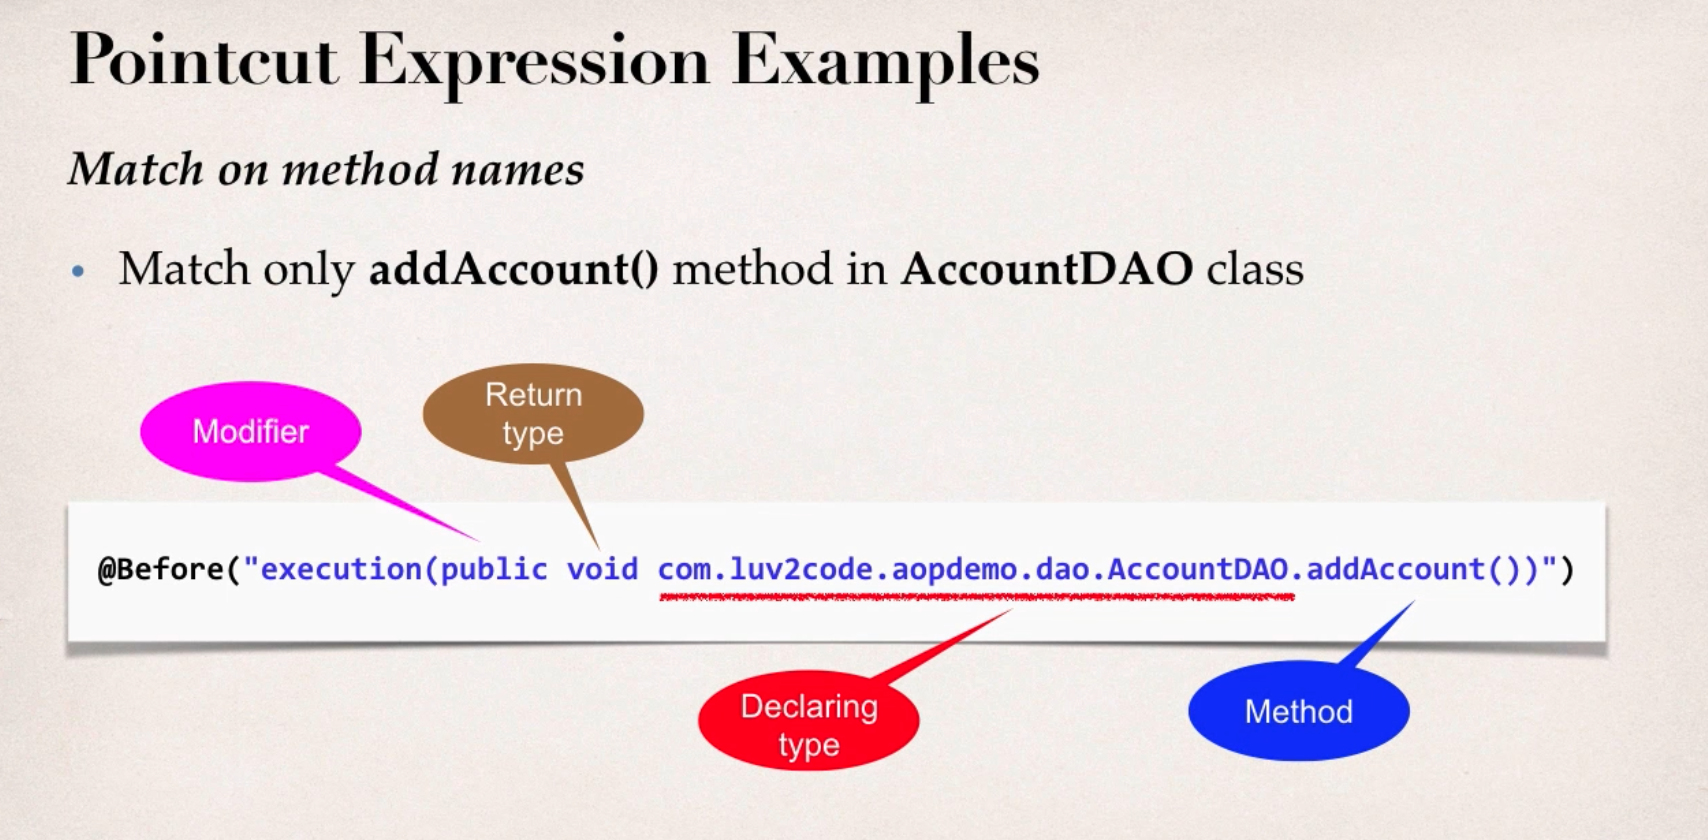 Pointcut Expression Examples
Match on method names
• Match only addAccount() method in AccountDAO class
Modifier
Return
type
@Before("execution(public void com.luv2code.aopdemo.dao.AccountDAO.addAccount())")
Declaring
type
Method